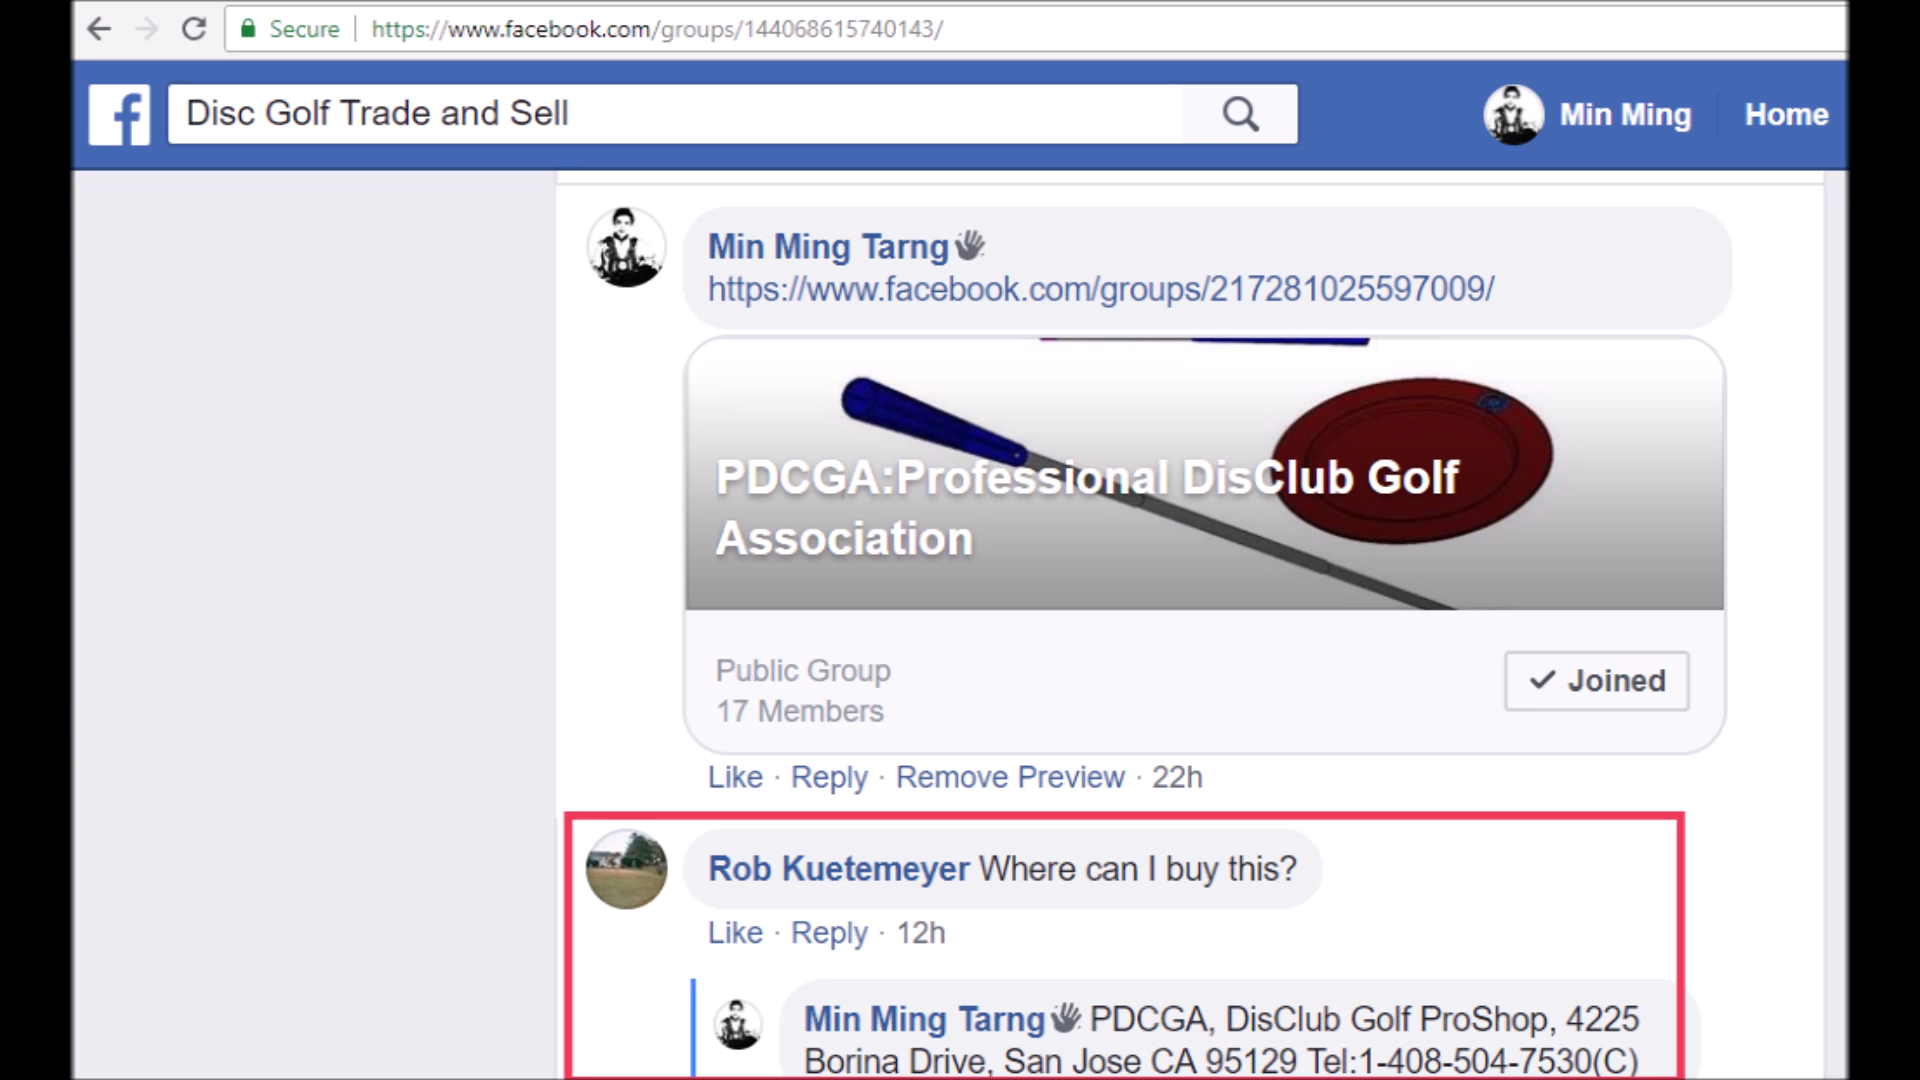 Secure https://www.facebook.com/groups/144068615740143/
f Disc Golf Trade and Sell Min Ming Home
Min Ming Tarng
https://www.facebook.com/groups/217281025597009/
PDCGA:Professional DisClub Golf
Association
Public Group
17 Members
✓ Joined
Like · Reply · Remove Preview · 22h
Rob Kuetemeyer Where can I buy this?
Like · Reply · 12h
Min Ming Tarng PDCGA, DisClub Golf ProShop, 4225
Borina Drive, San Jose CA 95129 Tel:1-408-504-7530(C)